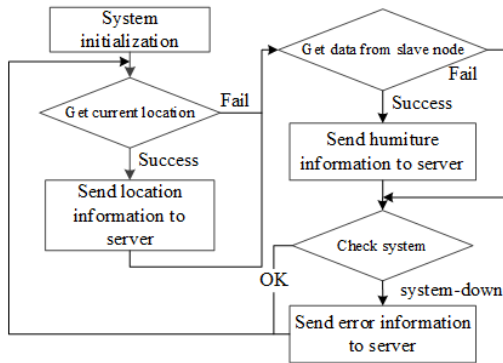 System
initialization
Get current location
Fail
Success
Send location
information to
server
Get data from slave node
Fail
Success
Send humiture
information to server
Check system
OK
system-down
Send error information
to server